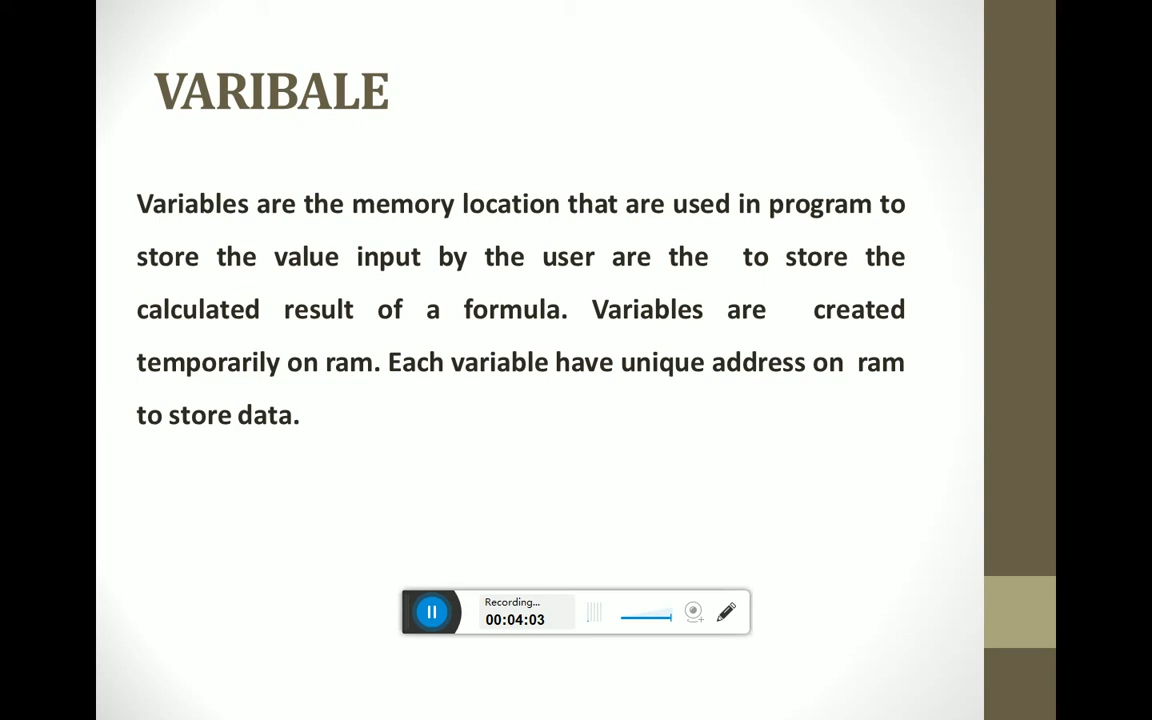 VARIBALE
Variables are the memory location that are used in program to
store the value input by the user are the to store the
calculated result of a formula. Variables are created
temporarily on ram. Each variable have unique address on ram
to store data.
Recording...
00:04:03